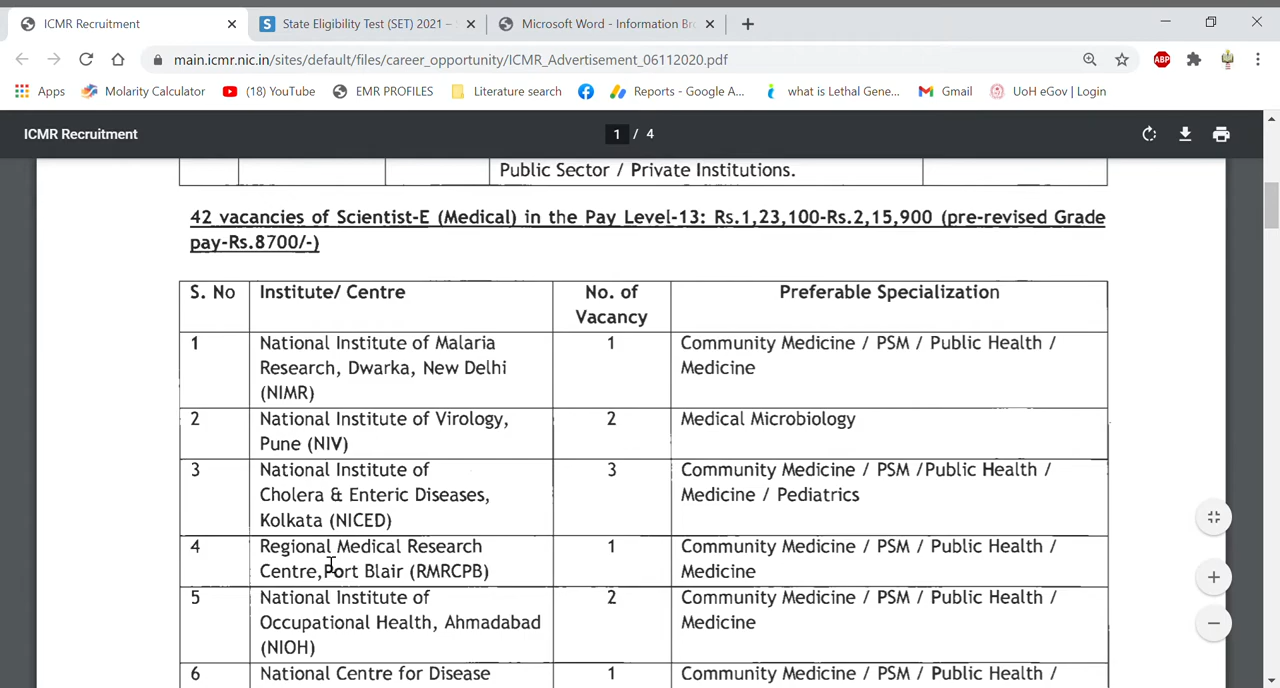 ICMR Recruitment
State Eligibility Test (SET) 2021 –
Microsoft Word - Information Br
main.icmr.nic.in/sites/default/files/career_opportunity/ICMR_Advertisement_06112020.pdf
ABP
Apps
Molarity Calculator
(18) YouTube
EMR PROFILES
Literature search
Reports - Google A...
what is Lethal Gene...
Gmail
UoH eGov | Login
ICMR Recruitment
1 / 4
Public Sector / Private Institutions.
42 vacancies of Scientist-E (Medical) in the Pay Level-13: Rs.1,23,100-Rs.2,15,900 (pre-revised Grade
pay-Rs.8700/-)
S. No
Institute/ Centre
No. of
Vacancy
Preferable Specialization
1
National Institute of Malaria
Research, Dwarka, New Delhi
(NIMR)
1
Community Medicine / PSM / Public Health /
Medicine
2
National Institute of Virology,
Pune (NIV)
2
Medical Microbiology
3
National Institute of
Cholera & Enteric Diseases,
Kolkata (NICED)
3
Community Medicine / PSM /Public Health /
Medicine / Pediatrics
4
Regional Medical Research
Centre,Port Blair (RMRCPB)
1
Community Medicine / PSM / Public Health /
Medicine
5
National Institute of
Occupational Health, Ahmadabad
(NIOH)
2
Community Medicine / PSM / Public Health /
Medicine
6
National Centre for Disease
1
Community Medicine / PSM / Public Health /